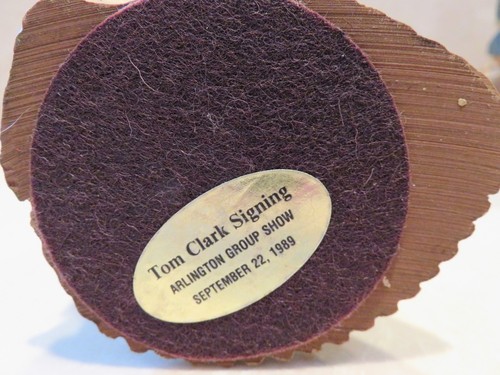 Tom Clark Signing
ARLINGTON GROUP SHOW
SEPTEMBER 22, 1989